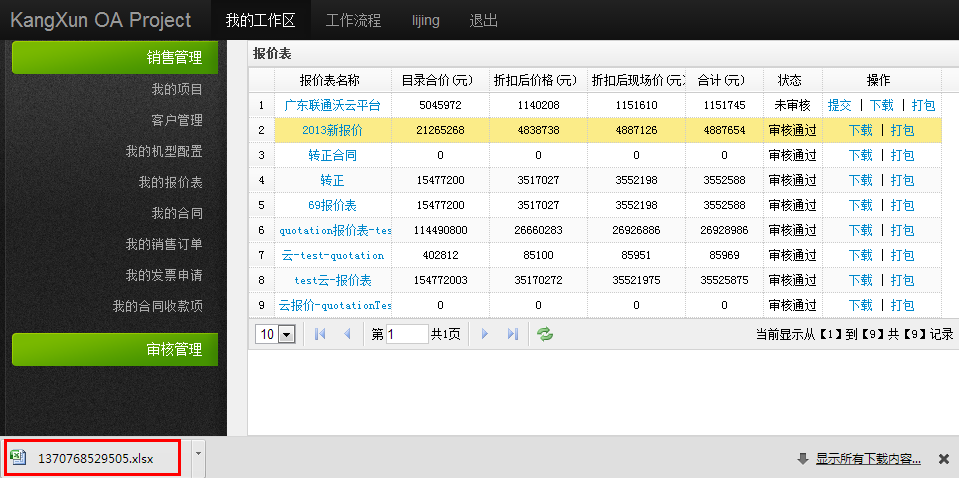 KangXun OA Project 我的工作区 工作流程 lijing 退出
销售管理
我的项目
客户管理
我的机型配置
我的报价表
我的合同
我的销售订单
我的发票申请
我的合同收款项
审核管理
报价表
报价表名称 目录合价(元) 折扣后价格(元) 折扣后现场价(元) 合计(元) 状态 操作
1 广东联通沃云平台 5045972 1140208 1151610 1151745 未审核 提交 | 下载 | 打包
2 2013新报价 21265268 4838738 4887126 4887654 审核通过 下载 | 打包
3 转正合同 0 0 0 0 审核通过 下载 | 打包
4 转正 15477200 3517027 3552198 3552588 审核通过 下载 | 打包
5 69报价表 15477200 3517027 3552198 3552588 审核通过 下载 | 打包
6 quotation报价表-tes 114490800 26660283 26926886 26928986 审核通过 下载 | 打包
7 云-test-quotation 402812 85100 85951 85969 审核通过 下载 | 打包
8 test云-报价表 154772003 35170272 35521975 35525875 审核通过 下载 | 打包
9 云报价-quotationTes 0 0 0 0 审核通过 下载 | 打包
10 第 1 共1页 当前显示从【1】到【9】共【9】记录
1370768529505.xlsx 显示所有下载内容...